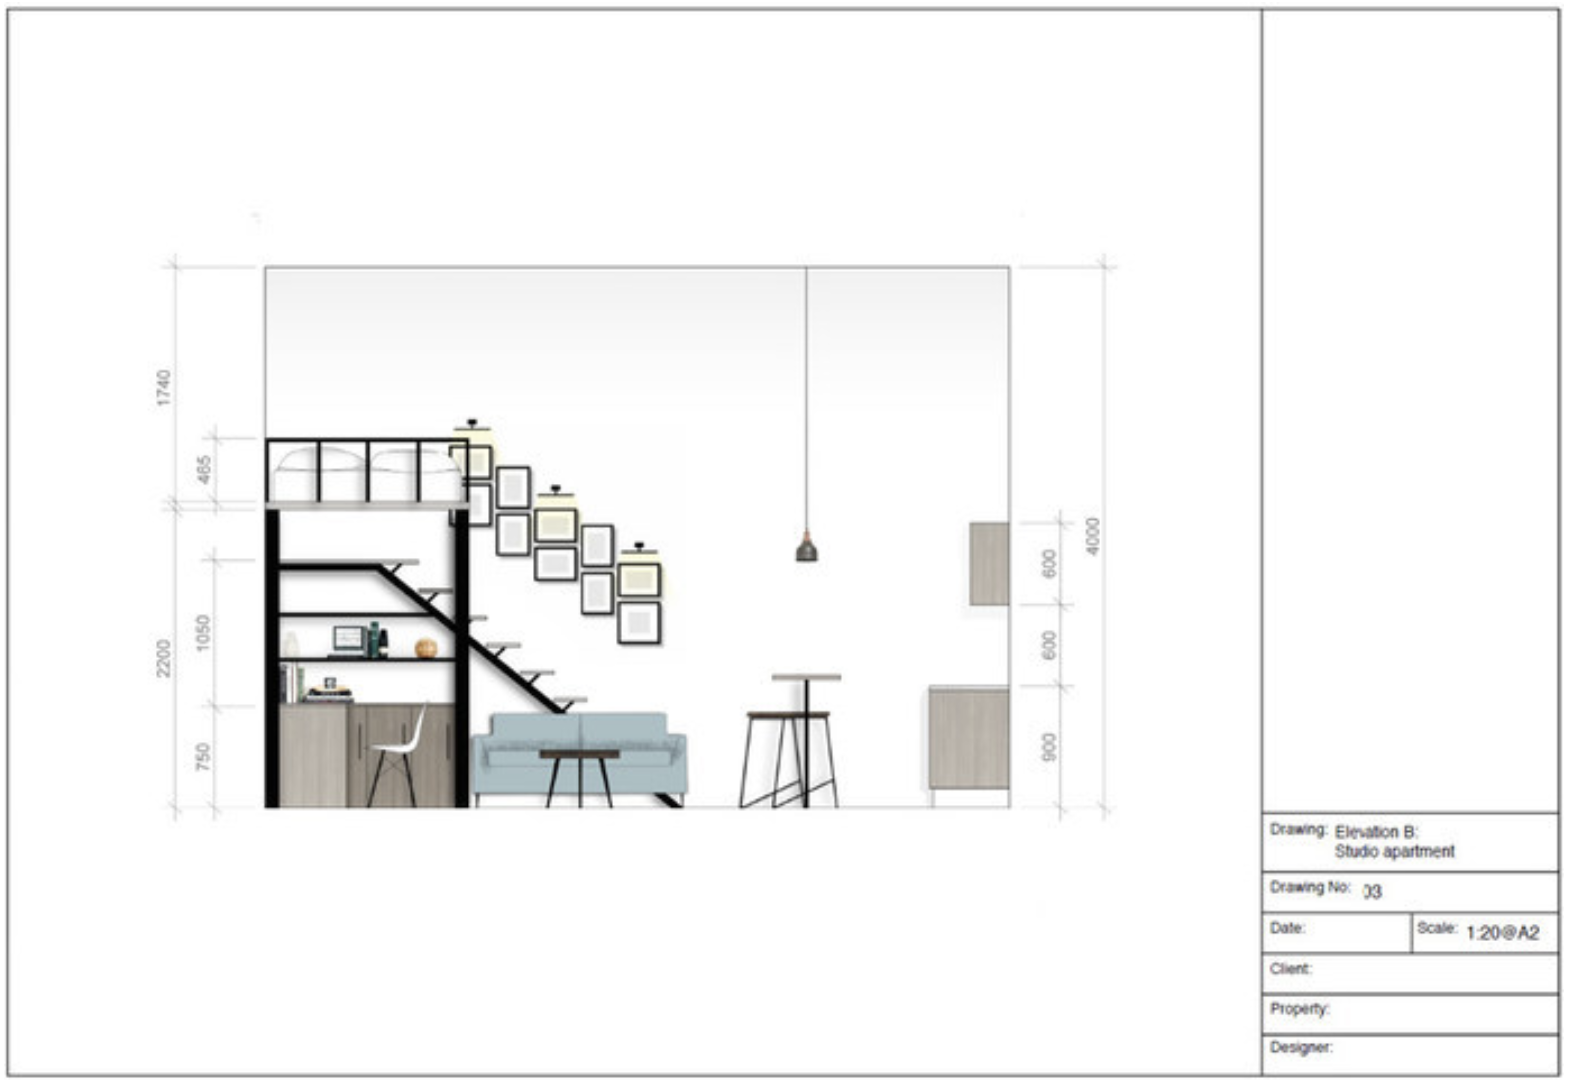 1740
465
2200
1050
750
600
600
900
4000
Drawing: Elevation B:
Studio apartment
Drawing No: 03
Date:
Scale: 1:20@A2
Client:
Property:
Designer: